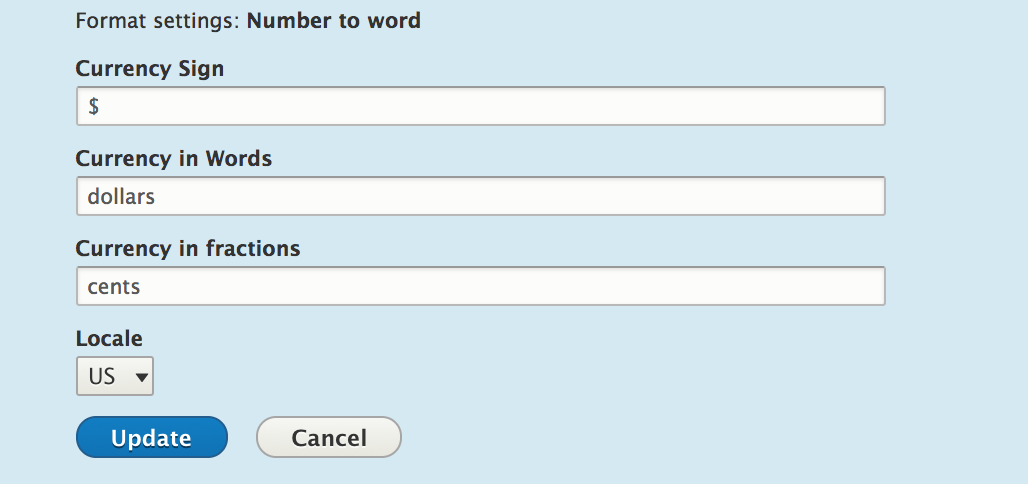 Format settings: Number to word
Currency Sign
$
Currency in Words
dollars
Currency in fractions
cents
Locale
US
Update Cancel